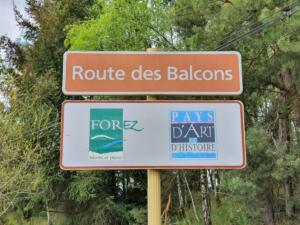 Route des Balcons
FOREZ
PAYS
D'ART
D'HISTOIRE